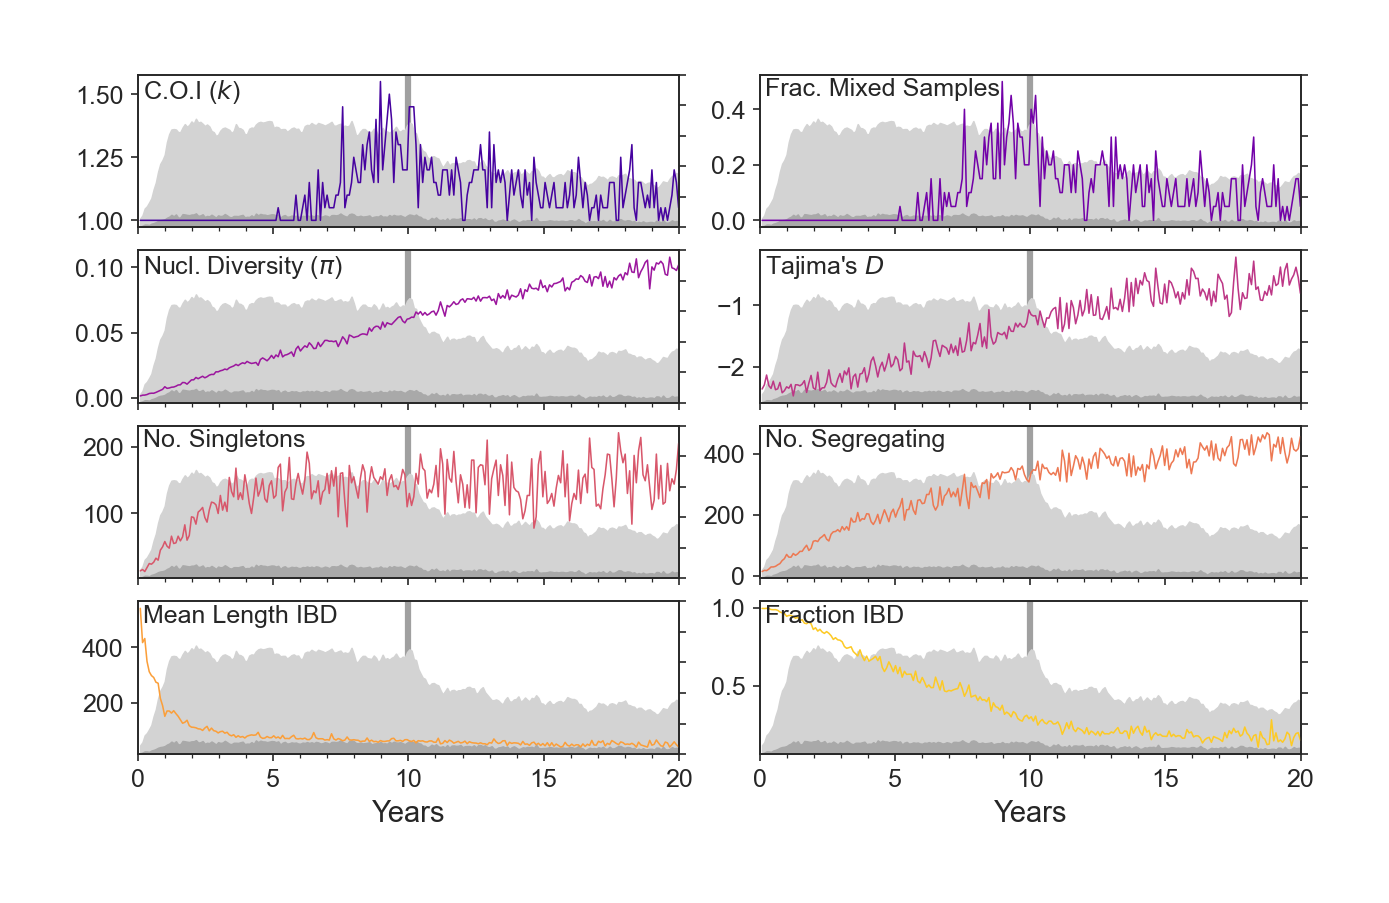 C.O.I (k)
1.50
1.25
1.00
Frac. Mixed Samples
0.4
0.2
0.0
Nucl. Diversity (π)
0.10
0.05
0.00
Tajima's D
−1
−2
No. Singletons
200
100
No. Segregating
400
200
0
Mean Length IBD
400
200
0 5 10 15 20
Years
Fraction IBD
1.0
0.5
0 5 10 15 20
Years